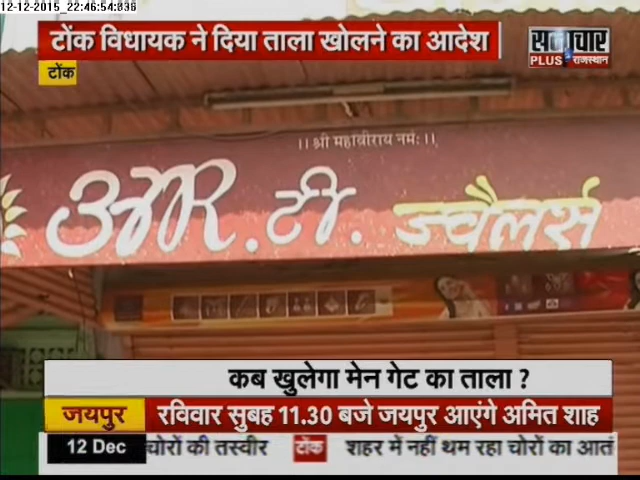 12-12-2015_22:46:54:036
टोंक विधायक ने दिया ताला खोलने का आदेश
समाचार
PLUS राजस्थान
टोंक
।। श्री महावीराय नमः ।।
आर. टी. ज्वैलर्स
कब खुलेगा मेन गेट का ताला ?
जयपुर रविवार सुबह 11.30 बजे जयपुर आएंगे अमित शाह
12 Dec चोरों की तस्वीर टोंक शहर में नहीं थम रहा चोरों का आतं